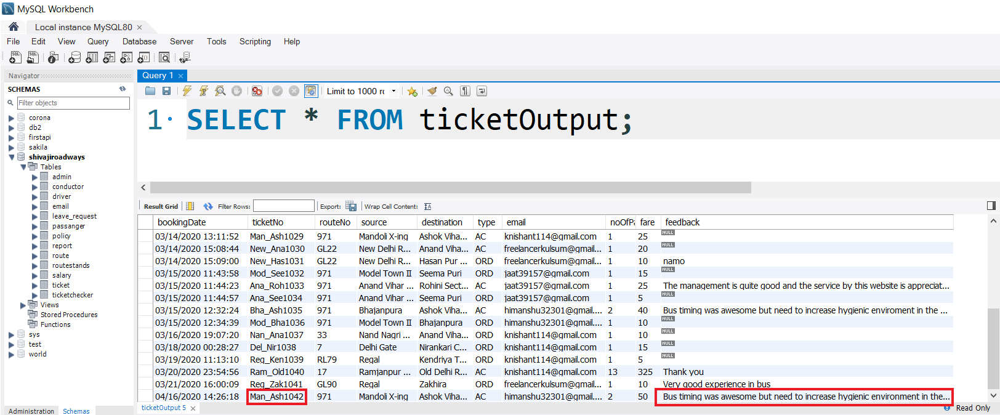 MySQL Workbench
Local instance MySQL80
File Edit View Query Database Server Tools Scripting Help
Navigator
SCHEMAS
Filter objects
corona
db2
firstapi
sakila
shivajiroadways
Tables
admin
conductor
driver
email
leave_request
passanger
policy
report
route
routestands
salary
ticket
ticketchecker
Views
Stored Procedures
Functions
sys
test
world
Administration Schemas
Query 1
Limit to 1000 rc
1 SELECT * FROM ticketOutput;
Result Grid Filter Rows: Export: Wrap Cell Content:
bookingDate ticketNo routeNo source destination type email noOfPa fare feedback
03/14/2020 13:11:52 Man_Ash1029 971 Mandoli X-ing Ashok Viha... AC knishant114@gmail.com 1 25 NULL
03/14/2020 15:08:44 New_Ana1030 GL22 New Delhi R... Anand Viha... AC freelancerkulsum@gmail.... 1 20 NULL
03/14/2020 15:09:00 New_Has1031 GL22 New Delhi R... Hasan Pur ... ORD freelancerkulsum@gmail.... 1 10 namo
03/15/2020 11:43:58 Mod_See1032 971 Model Town II Seema Puri ORD jaat39157@gmail.com 1 15 NULL
03/15/2020 11:44:23 Ana_Roh1033 971 Anand Vihar ... Rohini Sect... AC jaat39157@gmail.com 1 25 The management is quite good and the service by this website is appreciat...
03/15/2020 11:44:57 Ana_See1034 971 Anand Vihar ... Seema Puri ORD jaat39157@gmail.com 1 5 NULL
03/15/2020 12:32:24 Bha_Ash1035 971 Bhajanpura Ashok Viha... AC himanshu32301@gmail.... 2 40 Bus timing was awesome but need to increase hygienic enviroment in the ...
03/15/2020 12:34:39 Mod_Bha1036 971 Model Town II Bhajanpura ORD himanshu32301@gmail.... 1 10 NULL
03/16/2020 19:07:20 Nan_Ana1037 33 Nand Nagri ... Anand Viha... ORD knishant114@gmail.com 1 10 NULL
03/18/2020 00:28:27 Del_Nir1038 7 Delhi Gate Nirankari C... ORD knishant114@gmail.com 1 15 NULL
03/19/2020 11:13:10 Reg_Ken1039 RL79 Regal Kendriya T... ORD knishant114@gmail.com 1 5 NULL
03/20/2020 23:54:56 Ram_Old1040 17 Ramjanpur ... Old Delhi R... AC knishant114@gmail.com 13 325 Thank you
03/21/2020 16:00:09 Reg_Zak1041 GL90 Regal Zakhira ORD freelancerkulsum@gmail.... 1 10 Very good experience in bus
04/16/2020 14:26:18 Man_Ash1042 971 Mandoli X-ing Ashok Viha... AC himanshu32301@gmail.... 2 50 Bus timing was awesome but need to increase hygienic environment in the...
ticketOutput 5 Read Only